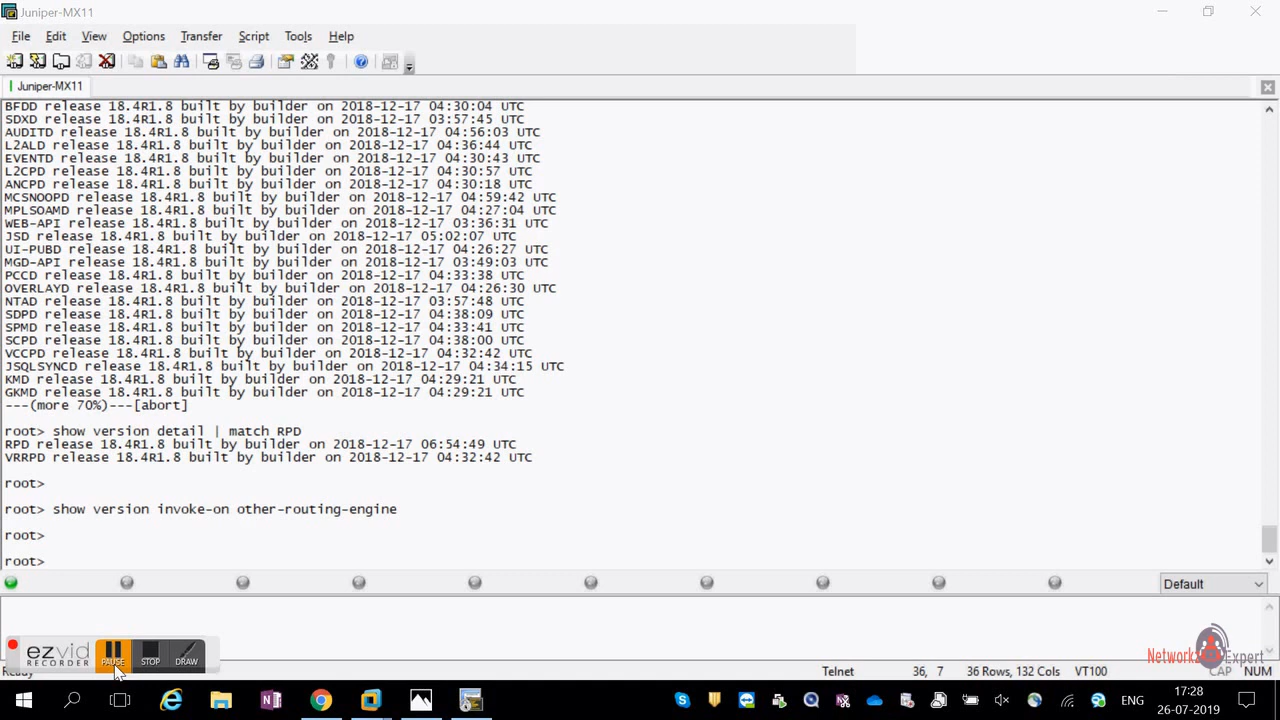 Juniper-MX11
File Edit View Options Transfer Script Tools Help
Juniper-MX11
BFDD release 18.4R1.8 built by builder on 2018-12-17 04:30:04 UTC
SDXD release 18.4R1.8 built by builder on 2018-12-17 03:57:45 UTC
AUDITD release 18.4R1.8 built by builder on 2018-12-17 04:56:03 UTC
L2ALD release 18.4R1.8 built by builder on 2018-12-17 04:36:44 UTC
EVENTD release 18.4R1.8 built by builder on 2018-12-17 04:30:43 UTC
L2CPD release 18.4R1.8 built by builder on 2018-12-17 04:30:57 UTC
ANCPD release 18.4R1.8 built by builder on 2018-12-17 04:30:18 UTC
MCSNOOPD release 18.4R1.8 built by builder on 2018-12-17 04:59:42 UTC
MPLSOAMD release 18.4R1.8 built by builder on 2018-12-17 04:27:04 UTC
WEB-API release 18.4R1.8 built by builder on 2018-12-17 03:36:31 UTC
JSD release 18.4R1.8 built by builder on 2018-12-17 05:02:07 UTC
UI-PUBD release 18.4R1.8 built by builder on 2018-12-17 04:26:27 UTC
MGD-API release 18.4R1.8 built by builder on 2018-12-17 03:49:03 UTC
PCCD release 18.4R1.8 built by builder on 2018-12-17 04:33:38 UTC
OVERLAYD release 18.4R1.8 built by builder on 2018-12-17 04:26:30 UTC
NTAD release 18.4R1.8 built by builder on 2018-12-17 03:57:48 UTC
SDPD release 18.4R1.8 built by builder on 2018-12-17 04:38:09 UTC
SPMD release 18.4R1.8 built by builder on 2018-12-17 04:33:41 UTC
SCPD release 18.4R1.8 built by builder on 2018-12-17 04:38:00 UTC
VCCPD release 18.4R1.8 built by builder on 2018-12-17 04:32:42 UTC
JSQLSYNCD release 18.4R1.8 built by builder on 2018-12-17 04:34:15 UTC
KMD release 18.4R1.8 built by builder on 2018-12-17 04:29:21 UTC
GKMD release 18.4R1.8 built by builder on 2018-12-17 04:29:21 UTC
---(more 70%)---[abort]
root> show version detail | match RPD
RPD release 18.4R1.8 built by builder on 2018-12-17 06:54:49 UTC
VRRPD release 18.4R1.8 built by builder on 2018-12-17 04:32:42 UTC
root>
root> show version invoke-on other-routing-engine
root>
root>
Default
ezvid
RECORDER
PAUSE STOP DRAW
Telnet 36, 7 36 Rows, 132 Cols VT100 CAP NUM
ENG
17:28
26-07-2019